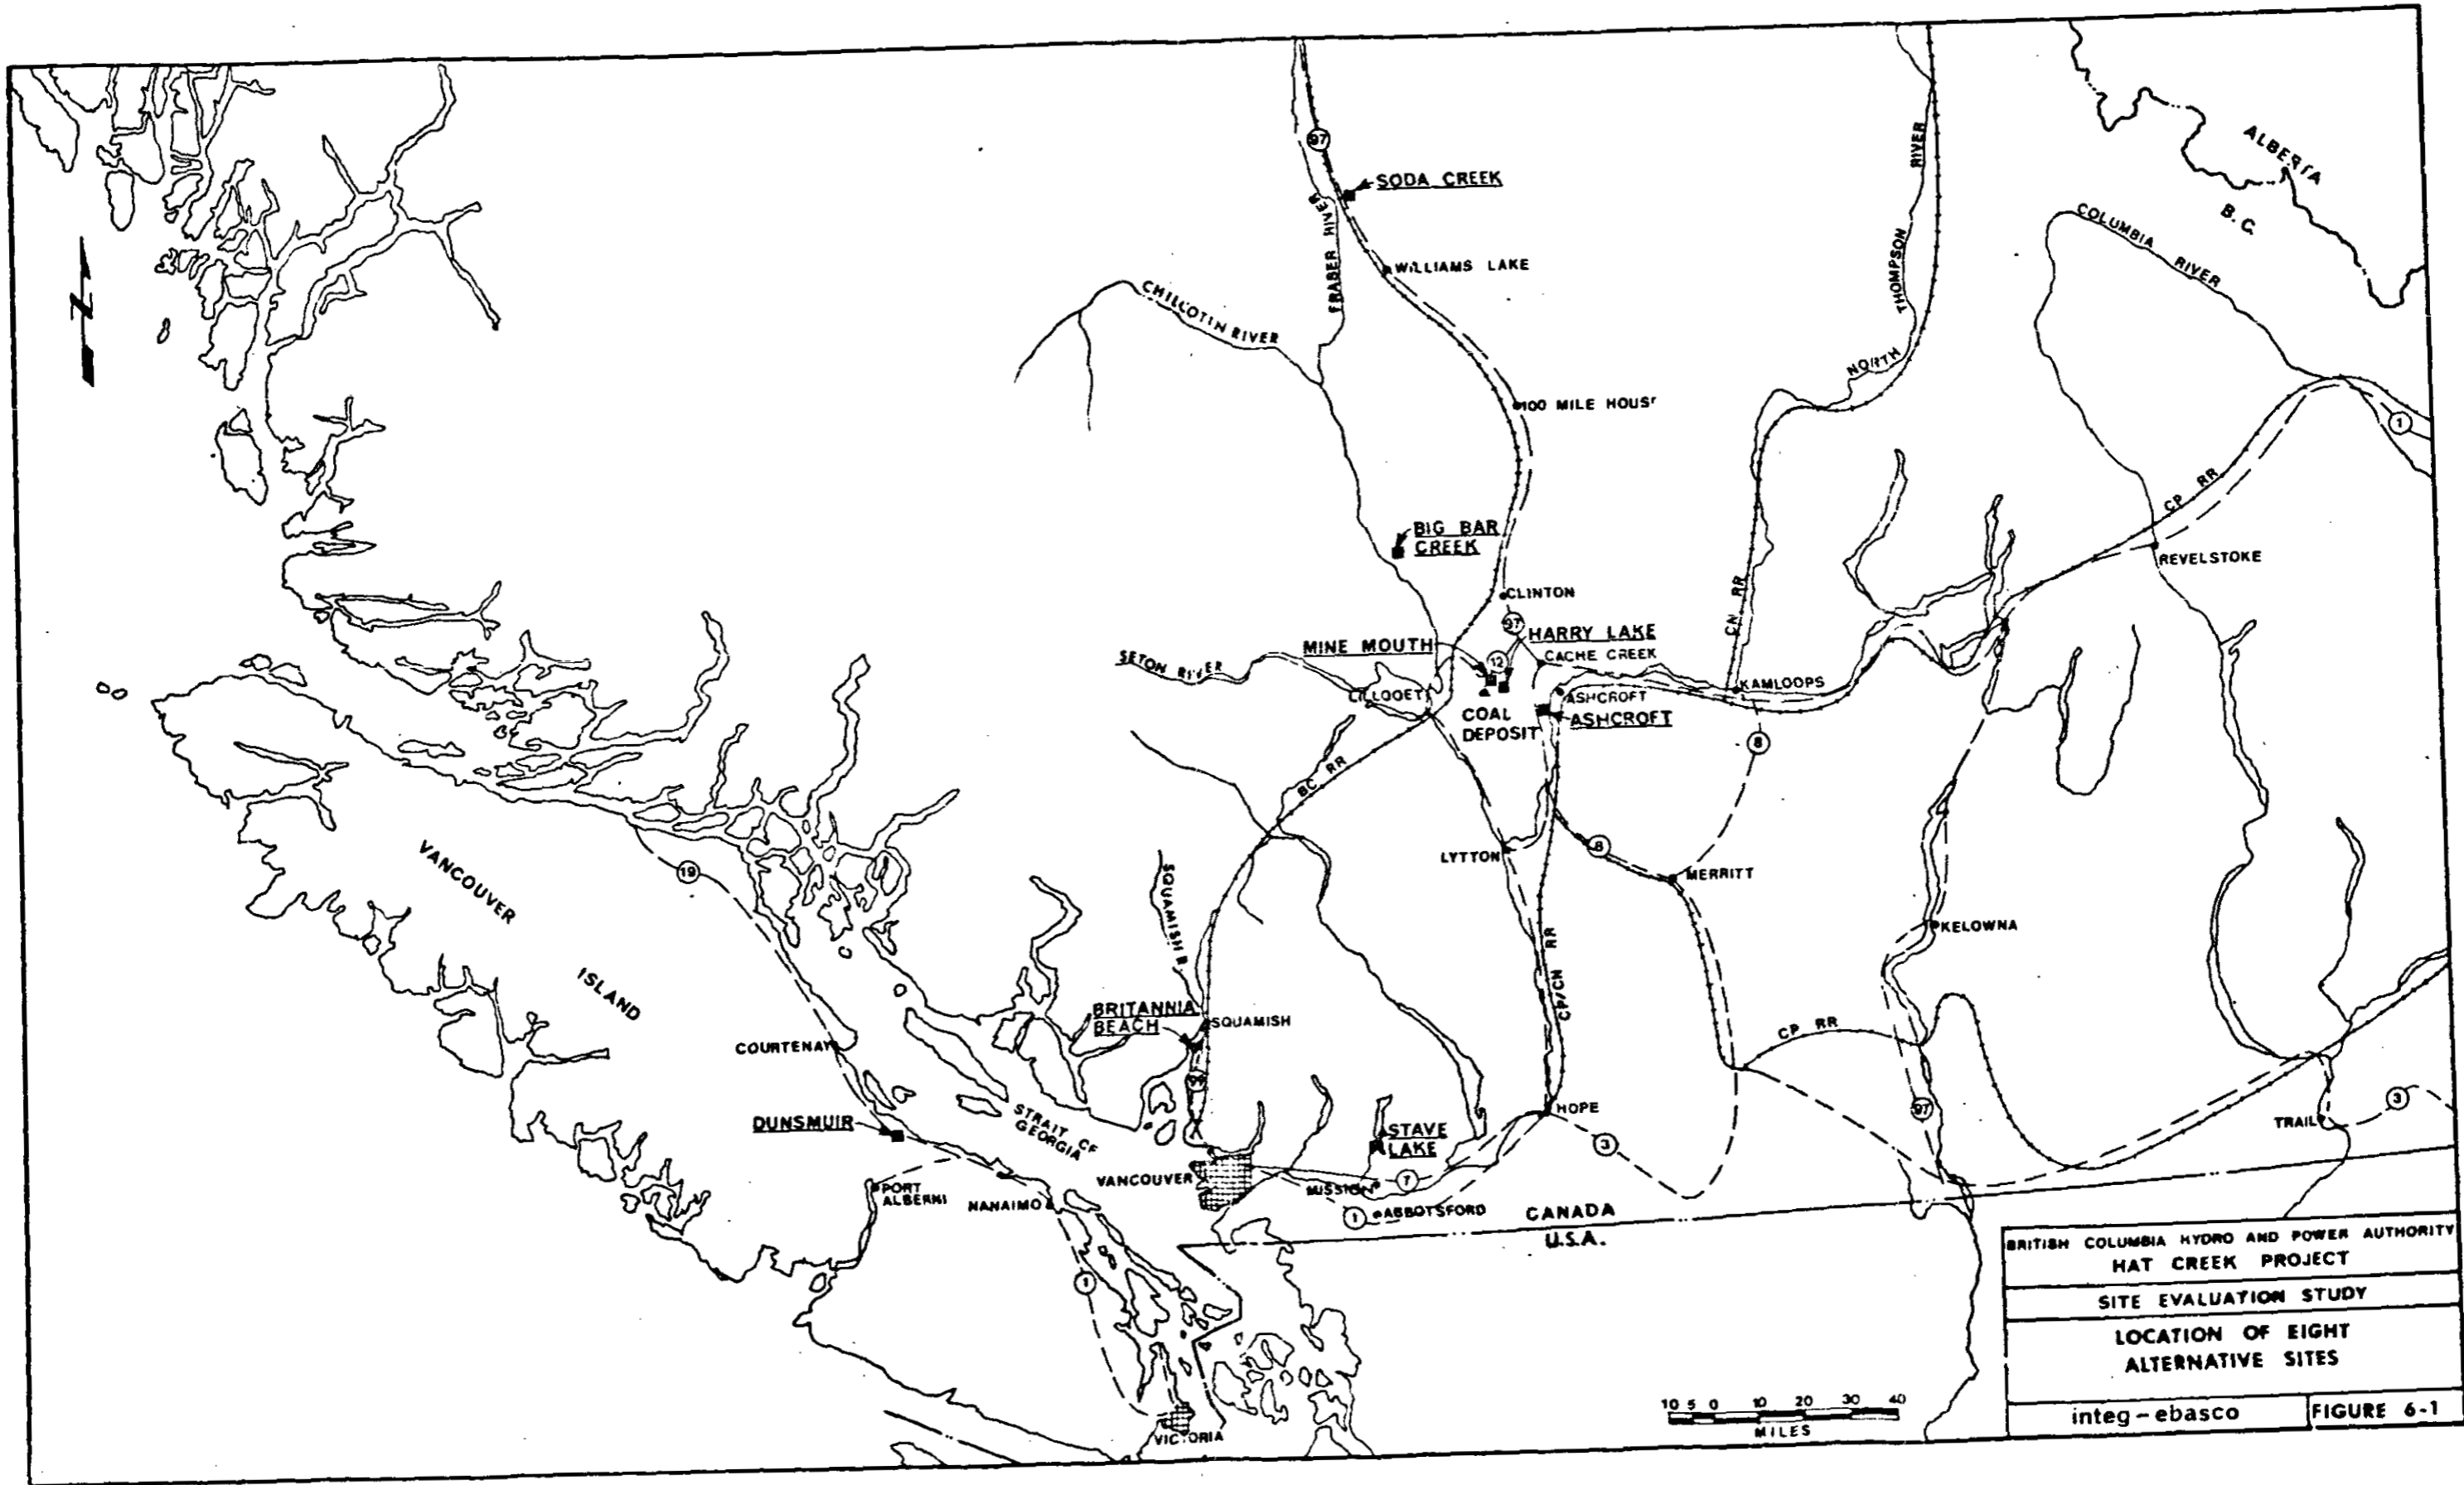 ALBERTA
B.C.
COLUMBIA RIVER
97
SODA CREEK
FRASER RIVER
WILLIAMS LAKE
CHILCOTIN RIVER
NORTH THOMPSON RIVER
100 MILE HOUSE
1
CP RR
BIG BAR
CREEK
REVELSTOKE
CLINTON
97
CN RR
MINE MOUTH
HARRY LAKE
12
CACHE CREEK
SETON RIVER
LILLOOET
KAMLOOPS
ASHCROFT
COAL
DEPOSIT
ASHCROFT
8
BC RR
VANCOUVER
ISLAND
19
LYTTON
8
MERRITT
SQUAMISH R
KELOWNA
CP/CN RR
BRITANNIA
BEACH
SQUAMISH
COURTENAY
CP RR
99
DUNSMUIR
STRAIT OF
GEORGIA
STAVE
LAKE
HOPE
3
97
TRAIL
3
VANCOUVER
7
MISSION
PORT
ALBERNI
NANAIMO
1
ABBOTSFORD
CANADA
U.S.A.
1
VICTORIA
10 5 0 10 20 30 40
MILES
BRITISH COLUMBIA HYDRO AND POWER AUTHORITY
HAT CREEK PROJECT
SITE EVALUATION STUDY
LOCATION OF EIGHT
ALTERNATIVE SITES
integ-ebasco
FIGURE 6-1